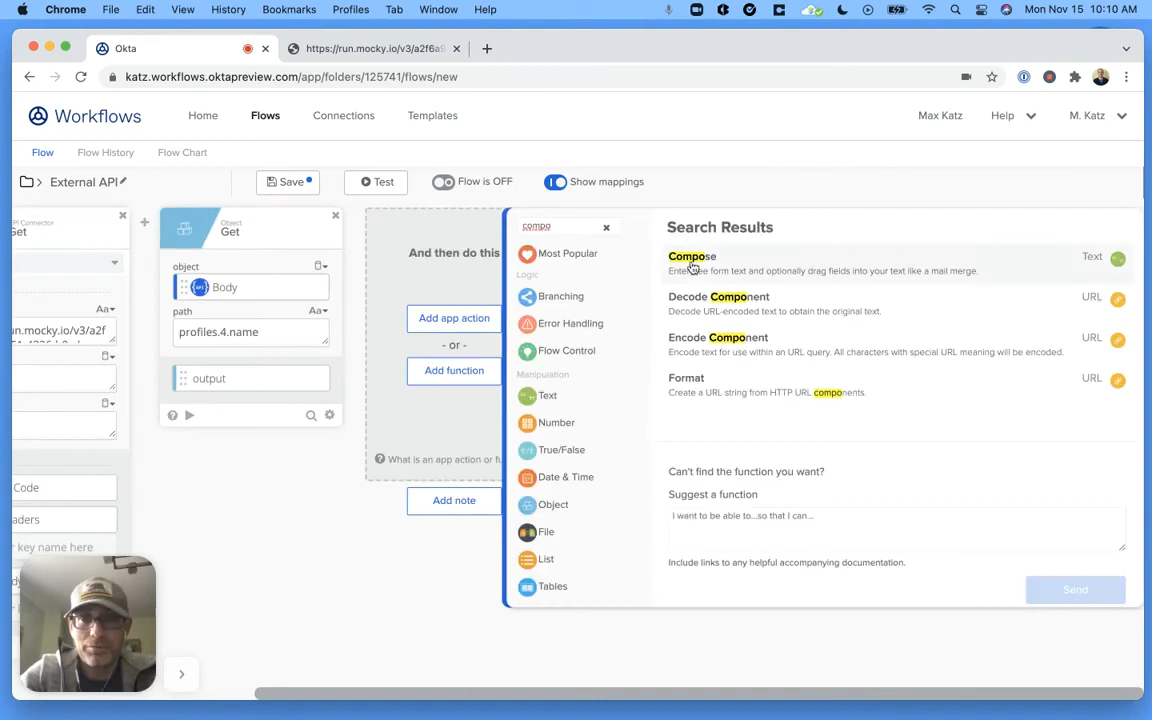 Chrome File Edit View History Bookmarks Profiles Tab Window Help Mon Nov 15 10:10 AM
Okta https://run.mocky.io/v3/a2f6a9
katz.workflows.oktapreview.com/app/folders/125741/flows/new
Workflows Home Flows Connections Templates Max Katz Help M. Katz
Flow Flow History Flow Chart
External API Save Test Flow is OFF Show mappings
PI Connector
Get
un.mocky.io/v3/a2f
Code
aders
r key name here
Object
Get
object
Body
path Aa
profiles.4.name
output
And then do this
Add app action
- or -
Add function
What is an app action or fu
Add note
compo
Most Popular
Logic
Branching
Error Handling
Flow Control
Manipulation
Text
Number
True/False
Date & Time
Object
File
List
Tables
Search Results
Compose Text
Enter free form text and optionally drag fields into your text like a mail merge.
Decode Component URL
Decode URL-encoded text to obtain the original text.
Encode Component URL
Encode text for use within an URL query. All characters with special URL meaning will be encoded.
Format URL
Create a URL string from HTTP URL components.
Can't find the function you want?
Suggest a function
I want to be able to...so that I can...
Include links to any helpful accompanying documentation.
Send